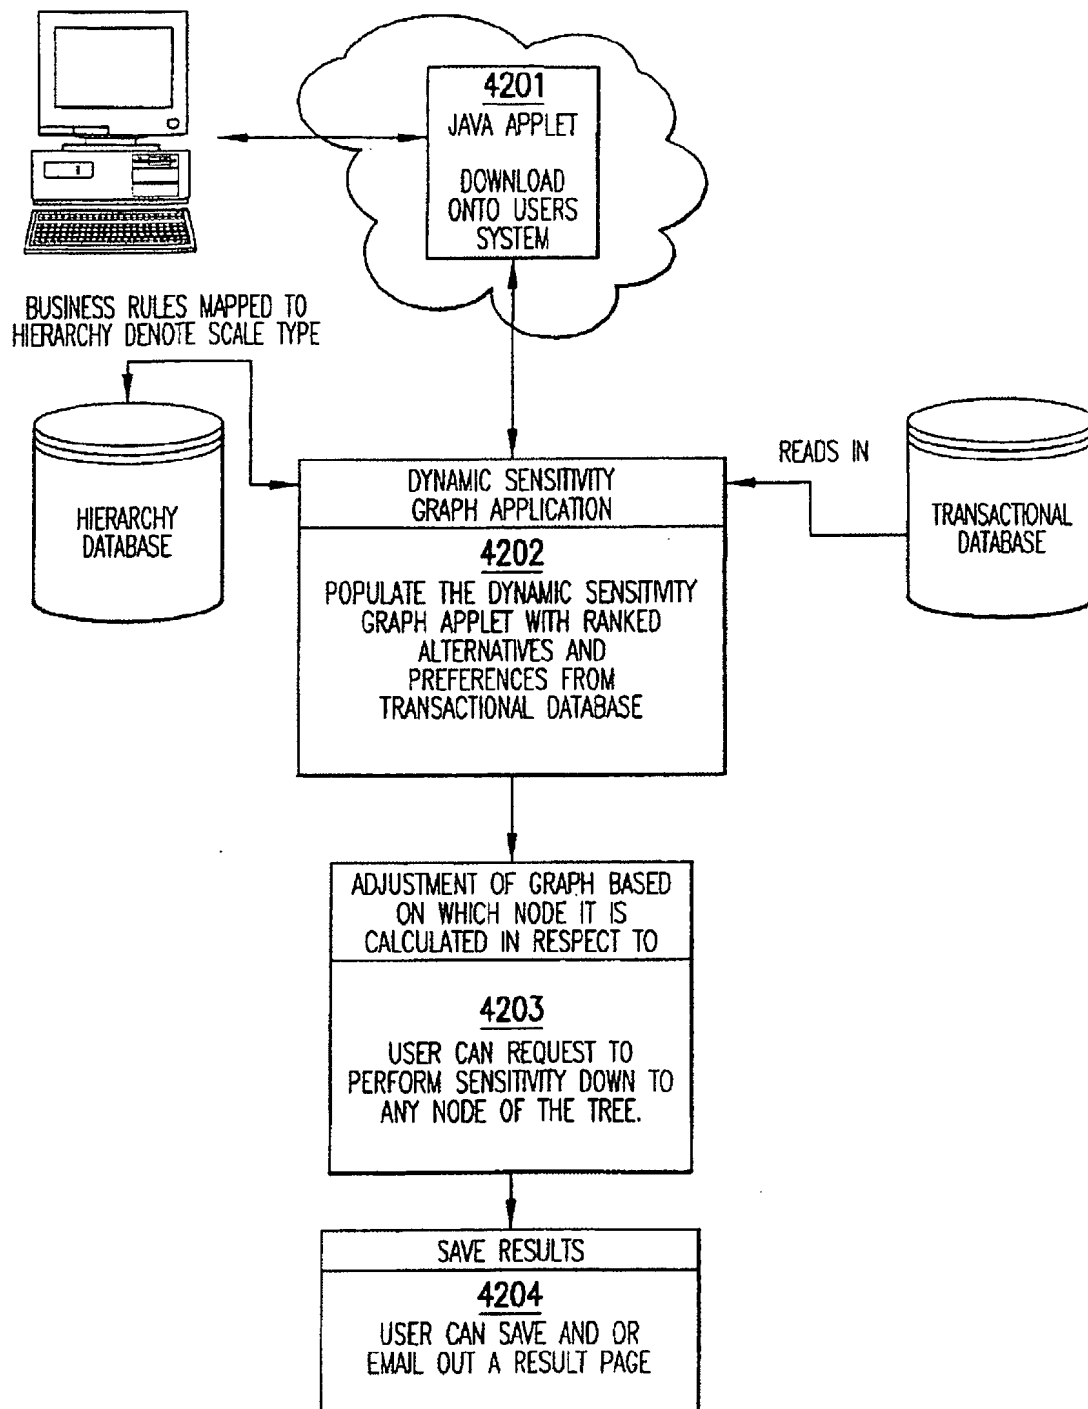 4201
JAVA APPLET
DOWNLOAD
ONTO USERS
SYSTEM
BUSINESS RULES MAPPED TO
HIERARCHY DENOTE SCALE TYPE
HIERARCHY
DATABASE
READS IN
TRANSACTIONAL
DATABASE
DYNAMIC SENSITIVITY
GRAPH APPLICATION
4202
POPULATE THE DYNAMIC SENSITIVITY
GRAPH APPLET WITH RANKED
ALTERNATIVES AND
PREFERENCES FROM
TRANSACTIONAL DATABASE
ADJUSTMENT OF GRAPH BASED
ON WHICH NODE IT IS
CALCULATED IN RESPECT TO
4203
USER CAN REQUEST TO
PERFORM SENSITIVITY DOWN TO
ANY NODE OF THE TREE.
SAVE RESULTS
4204
USER CAN SAVE AND OR
EMAIL OUT A RESULT PAGE